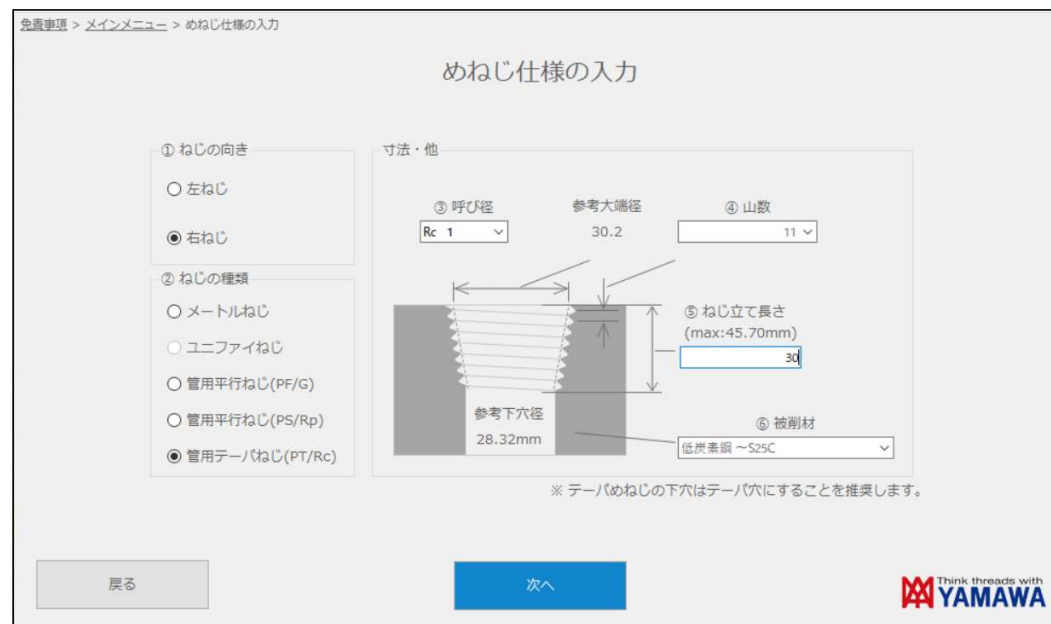 免責事項 > メインメニュー > めねじ仕様の入力
めねじ仕様の入力
① ねじの向き
左ねじ
右ねじ
② ねじの種類
メートルねじ
ユニファイねじ
管用平行ねじ(PF/G)
管用平行ねじ(PS/Rp)
管用テーパねじ(PT/Rc)
寸法・他
③ 呼び径
Rc 1
参考大端径
30.2
④ 山数
11
⑤ ねじ立て長さ
(max:45.70mm)
30
参考下穴径
28.32mm
⑥ 被削材
低炭素鋼 ～S25C
※ テーパめねじの下穴はテーパ穴にすることを推奨します。
戻る
次へ
Think threads with
YAMAWA